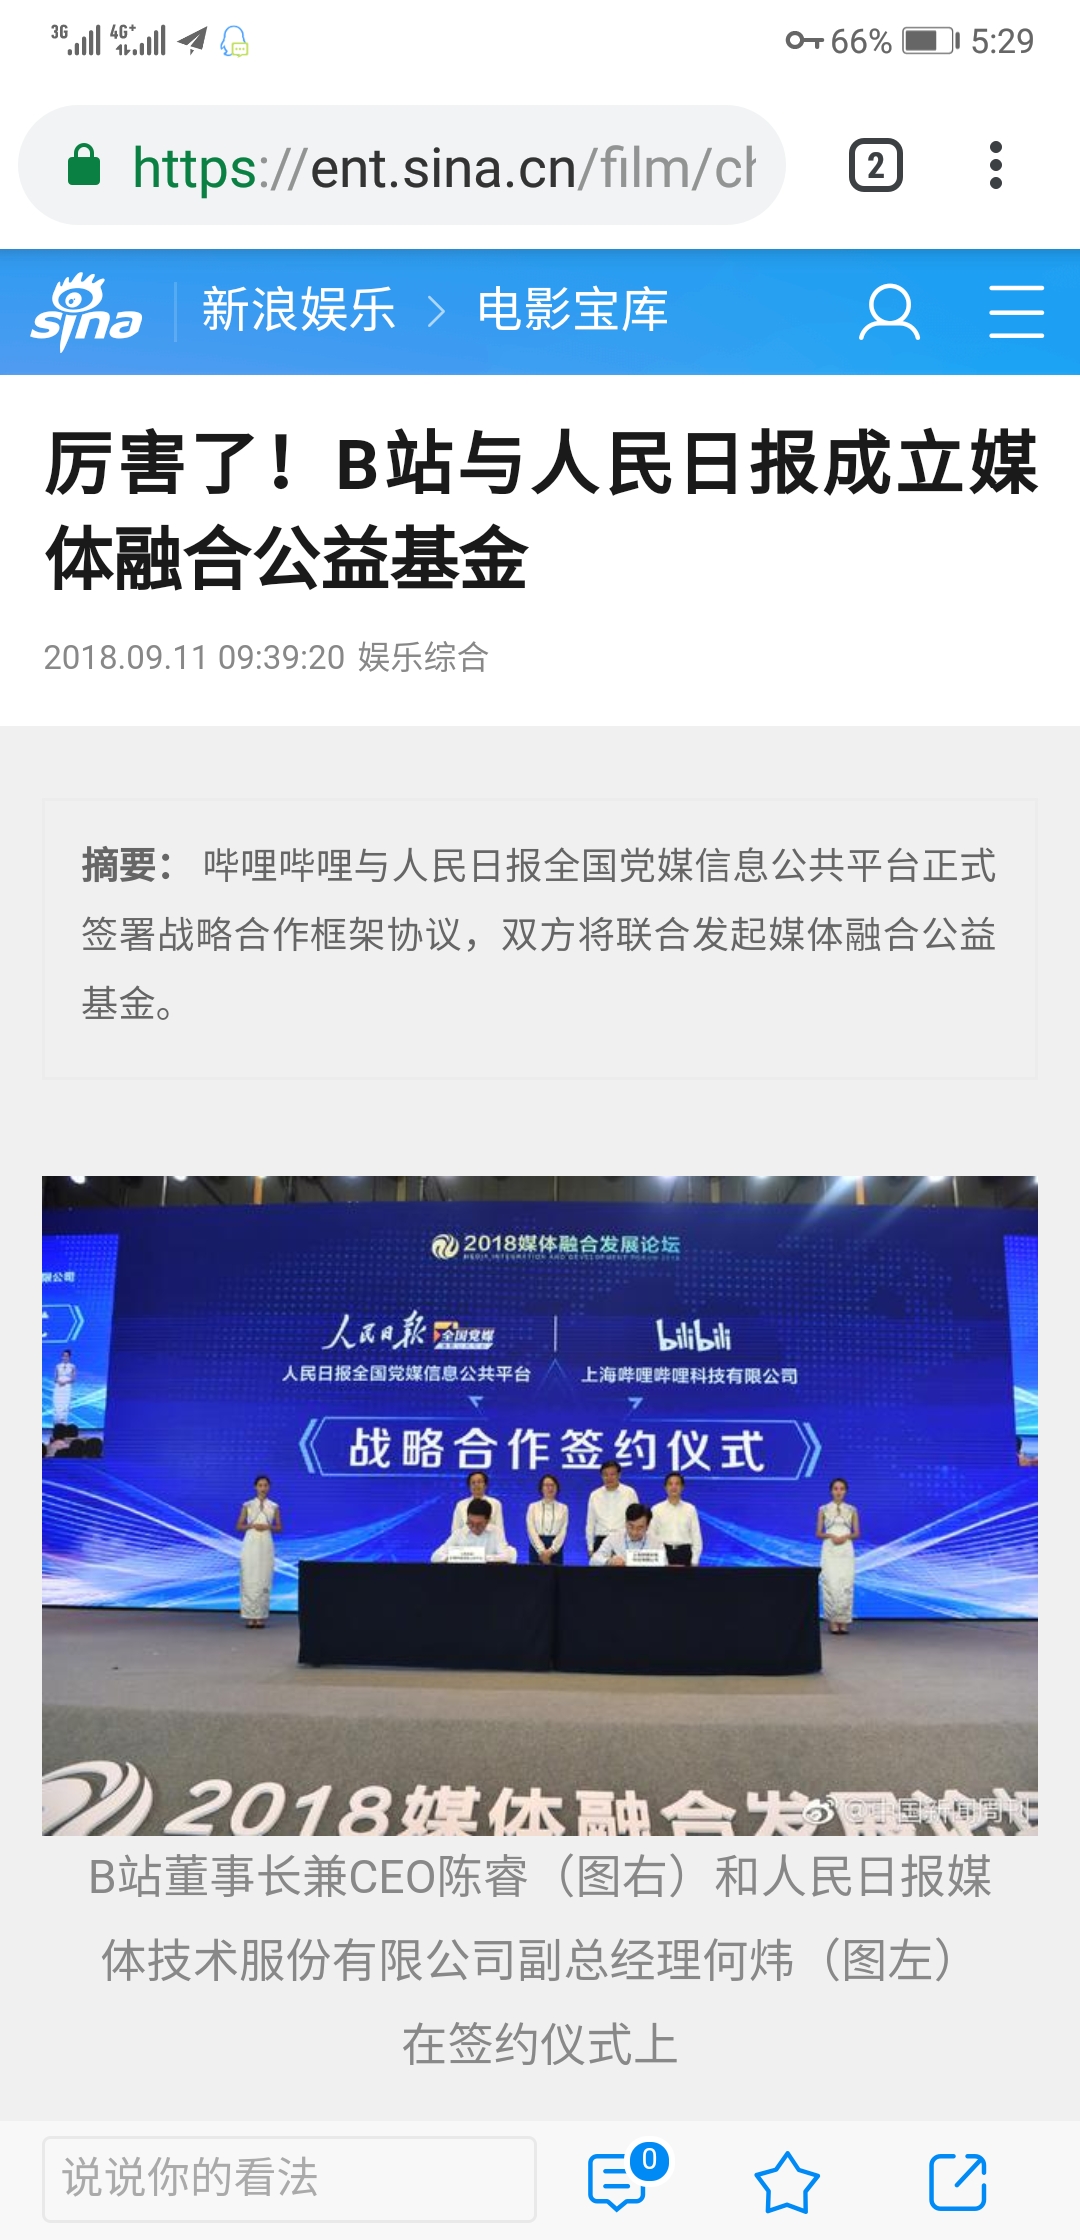 3G 4G+ 66% 5:29
https://ent.sina.cn/film/ch
2
sina 新浪娱乐 > 电影宝库
厉害了！B站与人民日报成立媒
体融合公益基金
2018.09.11 09:39:20 娱乐综合
摘要： 哔哩哔哩与人民日报全国党媒信息公共平台正式
签署战略合作框架协议，双方将联合发起媒体融合公益
基金。
2018媒体融合发展论坛
MEDIA INTEGRATION AND DEVELOPMENT FORUM 2018
限公司
人民日报 全国党媒 bilibili
人民日报全国党媒信息公共平台 上海哔哩哔哩科技有限公司
战略合作签约仪式
2018媒体融合发展论坛
@中国新闻周刊
B站董事长兼CEO陈睿（图右）和人民日报媒
体技术服份有限公司副总经理何炜（图左）
在签约仪式上
说说你的看法
0